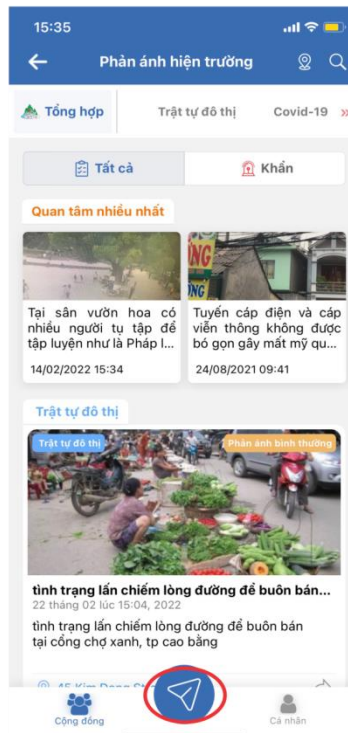 15:35
Phản ánh hiện trường
Tổng hợp
Trật tự đô thị
Covid-19
Tất cả
Khẩn
Quan tâm nhiều nhất
Tại sân vườn hoa có
nhiều người tụ tập để
tập luyện như là Pháp l...
14/02/2022 15:34
NG
NG
Tuyến cáp điện và cáp
viễn thông không được
bó gọn gây mất mỹ qu...
24/08/2021 09:41
Trật tự đô thị
Trật tự đô thị
Phản ánh bình thường
tình trạng lấn chiếm lòng đường để buôn bán...
22 tháng 02 lúc 15:04, 2022
tình trạng lấn chiếm lòng đường để buôn bán
tại cổng chợ xanh, tp cao bằng
45 Kim Dong
Cộng đồng
Cá nhân